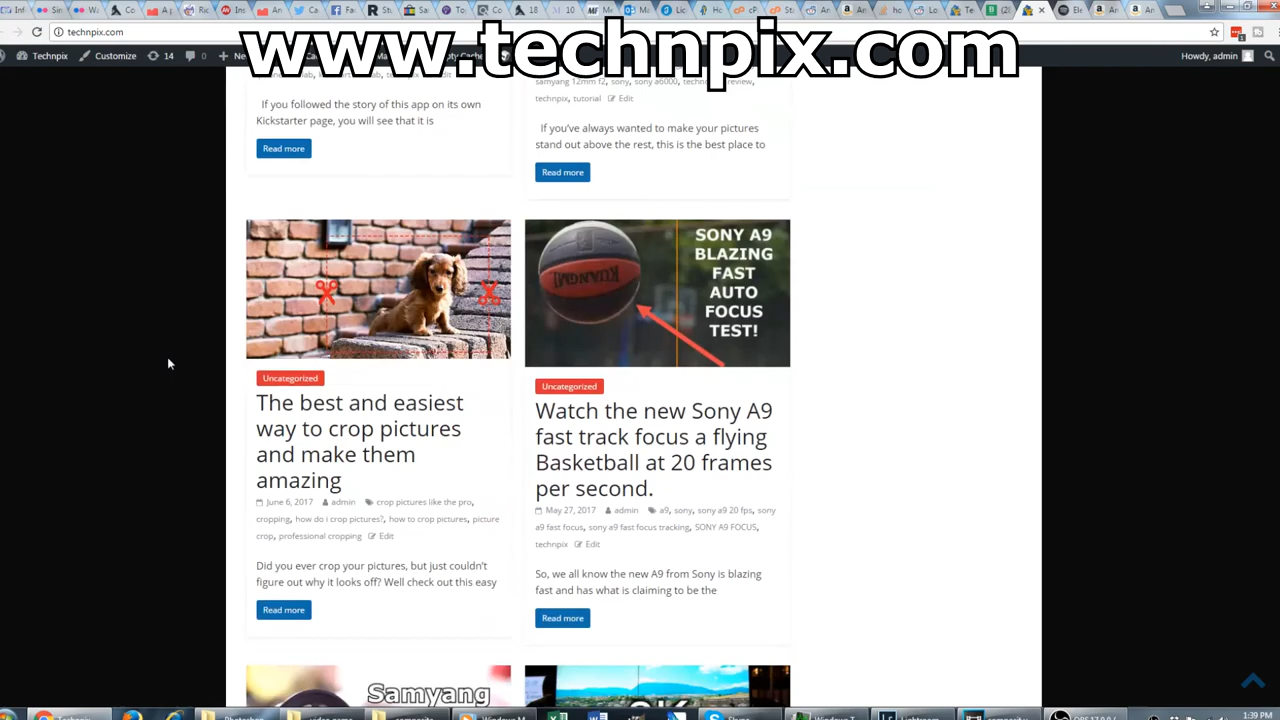 technpix.com
www.technpix.com
Technpix
Customize
14
0
Howdy, admin
If you followed the story of this app on its own
Kickstarter page, you will see that it is
Read more
samyang 12mm f2, sony, sony a6000,
technpix, tutorial Edit
If you've always wanted to make your pictures
stand out above the rest, this is the best place to
Read more
Uncategorized
The best and easiest
way to crop pictures
and make them
amazing
June 6, 2017 admin crop pictures like the pro,
cropping, how do i crop pictures?, how to crop pictures, picture
crop, professional cropping Edit
Did you ever crop your pictures, but just couldn't
figure out why it looks off? Well check out this easy
Read more
KUANGMI
SONY A9
BLAZING
FAST
AUTO
FOCUS
TEST!
Uncategorized
Watch the new Sony A9
fast track focus a flying
Basketball at 20 frames
per second.
May 27, 2017 admin a9, sony, sony a9 20 fps, sony
a9 fast focus, sony a9 fast focus tracking, SONY A9 FOCUS,
technpix Edit
So, we all know the new A9 from Sony is blazing
fast and has what is claiming to be the
Read more
Samyang
1:39 PM